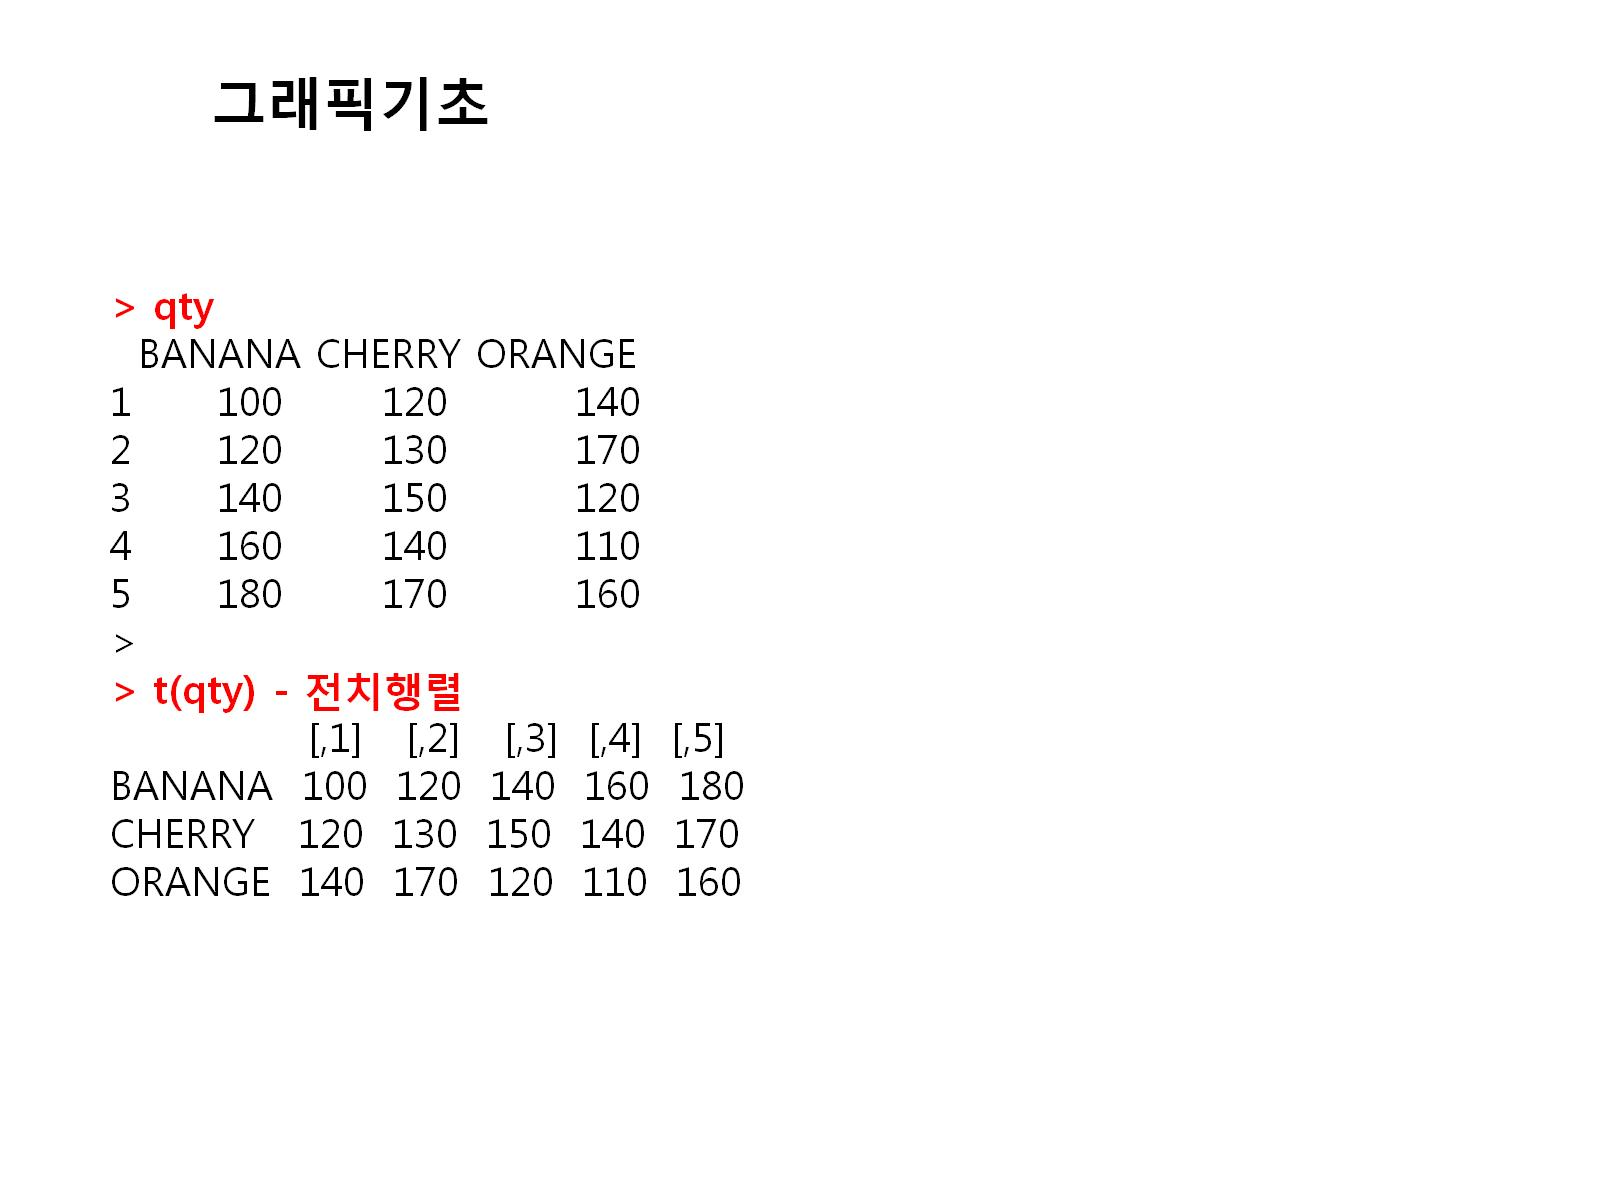 그래픽기초
> qty
BANANA CHERRY ORANGE
1 100 120 140
2 120 130 170
3 140 150 120
4 160 140 110
5 180 170 160
>
> t(qty) - 전치행렬
[,1] [,2] [,3] [,4] [,5]
BANANA 100 120 140 160 180
CHERRY 120 130 150 140 170
ORANGE 140 170 120 110 160